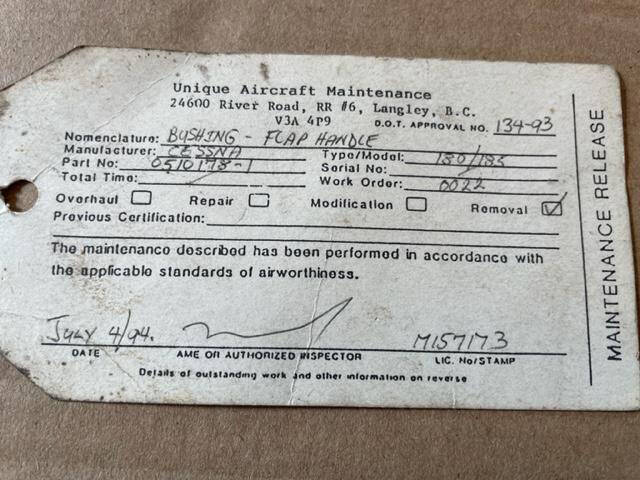 Unique Aircraft Maintenance
24600 River Road, RR #6, Langley, B.C.
V3A 4P9
D.O.T. APPROVAL NO. 134-93
Nomenclature: BUSHING - FLAP HANDLE
Manufacturer: CESSNA Type/Model: 180/185
Part No: 0510178-1 Serial No:
Total Time: Work Order: 0022
Overhaul Repair Modification Removal
Previous Certification:
The maintenance described has been performed in accordance with
the applicable standards of airworthiness.
JULY 4/94. M157173
DATE AME OR AUTHORIZED INSPECTOR LIC. No/STAMP
Details of outstanding work and other information on reverse
MAINTENANCE RELEASE